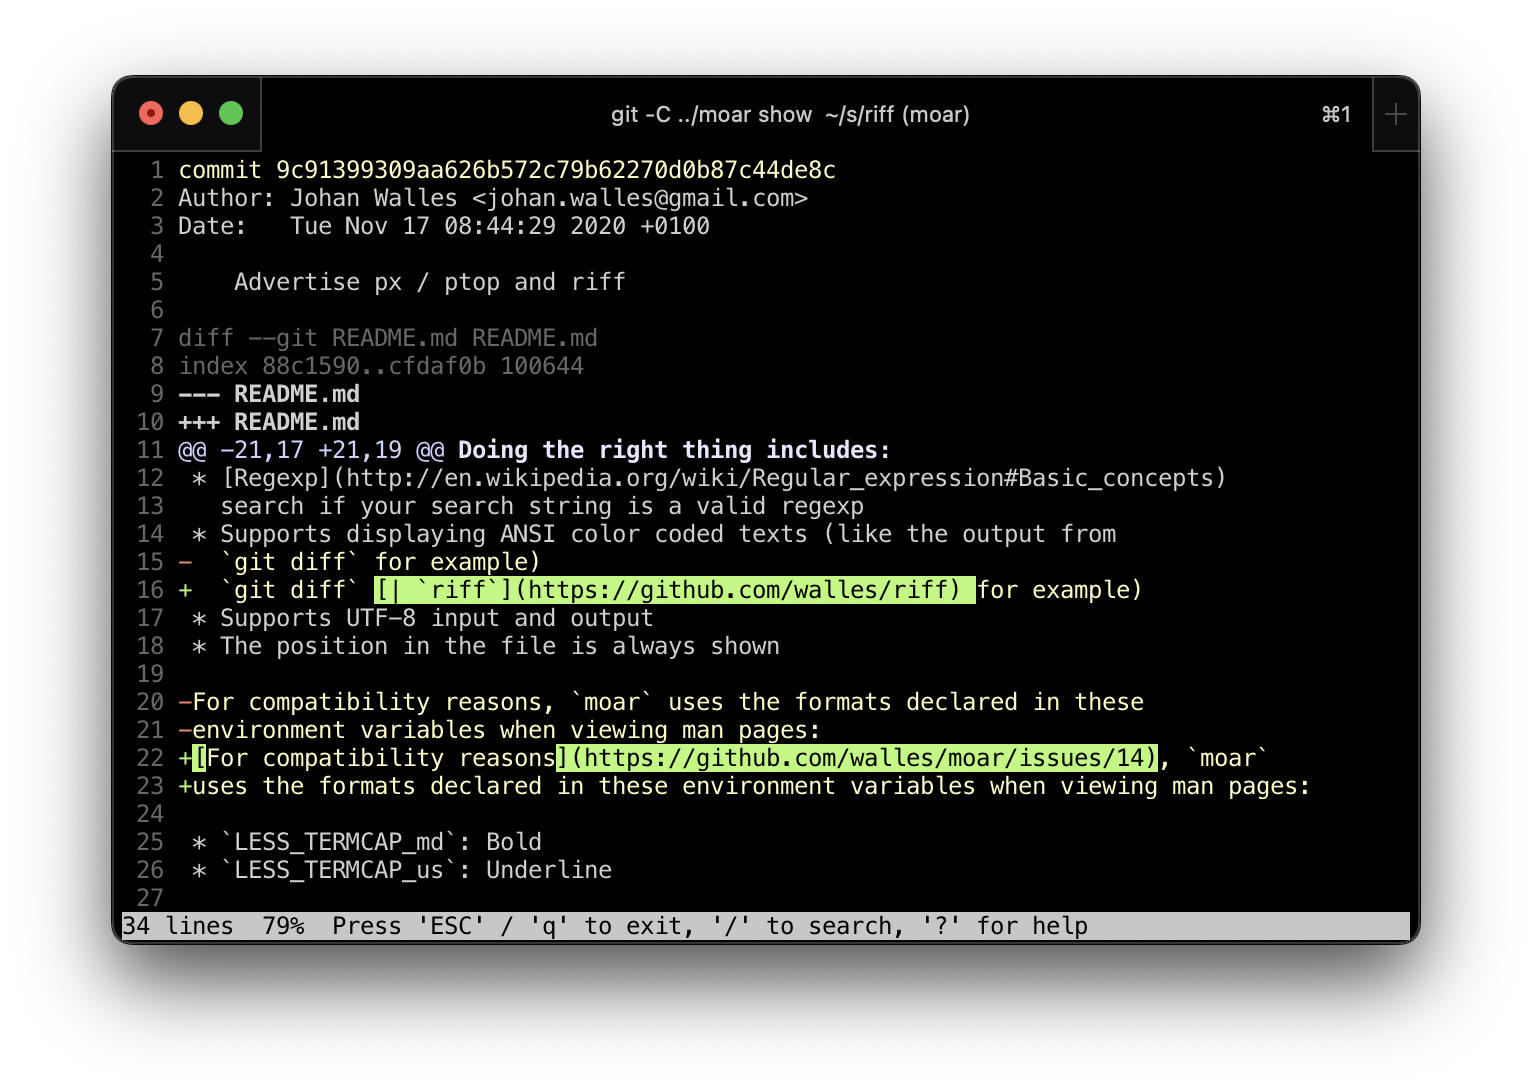 git -C ../moar show ~/s/riff (moar) ⌘1 +
1 commit 9c91399309aa626b572c79b62270d0b87c44de8c
2 Author: Johan Walles <johan.walles@gmail.com>
3 Date:   Tue Nov 17 08:44:29 2020 +0100
4
5     Advertise px / ptop and riff
6
7 diff --git README.md README.md
8 index 88c1590..cfdaf0b 100644
9 --- README.md
10 +++ README.md
11 @@ -21,17 +21,19 @@ Doing the right thing includes:
12  * [Regexp](http://en.wikipedia.org/wiki/Regular_expression#Basic_concepts)
13    search if your search string is a valid regexp
14  * Supports displaying ANSI color coded texts (like the output from
15 -  `git diff` for example)
16 +  `git diff` [| `riff`](https://github.com/walles/riff) for example)
17  * Supports UTF-8 input and output
18  * The position in the file is always shown
19
20 -For compatibility reasons, `moar` uses the formats declared in these
21 -environment variables when viewing man pages:
22 +[For compatibility reasons](https://github.com/walles/moar/issues/14), `moar`
23 +uses the formats declared in these environment variables when viewing man pages:
24
25  * `LESS_TERMCAP_md`: Bold
26  * `LESS_TERMCAP_us`: Underline
27
34 lines  79%  Press 'ESC' / 'q' to exit, '/' to search, '?' for help